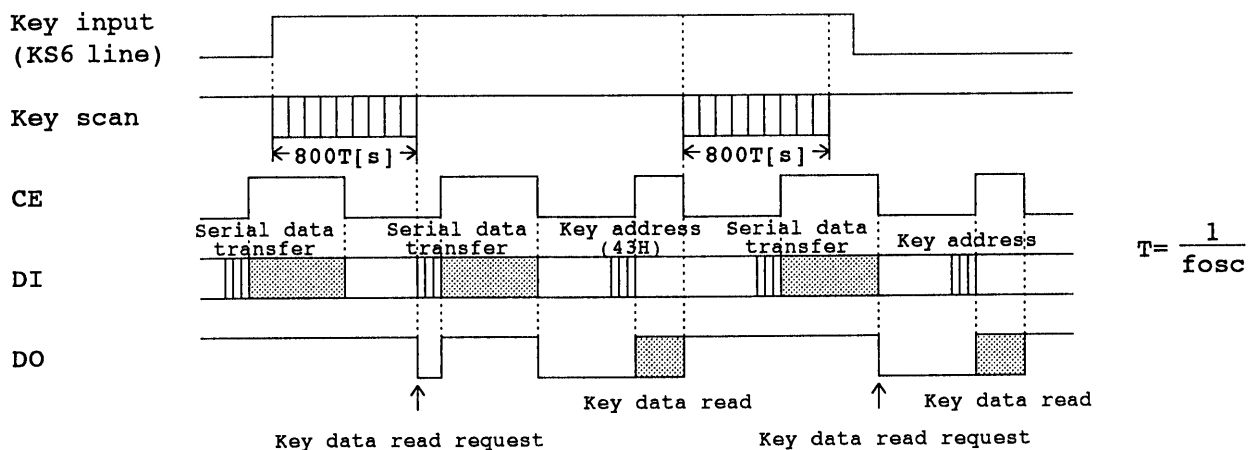 Key input
(KS6 line)
Key scan
800T[s]
800T[s]
CE
Serial data
transfer
Serial data
transfer
Key address
(43H)
Serial data
transfer
Key address
DI
T= 1
fosc
DO
Key data read
Key data read
Key data read request
Key data read request